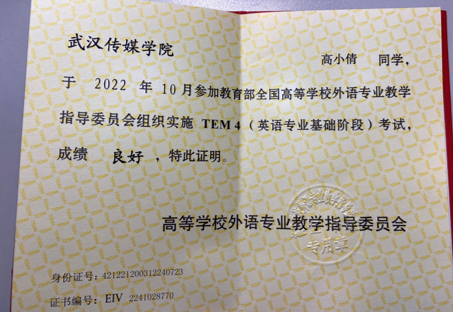 武汉传媒学院
高小倩 同学，
于 2022 年 10 月参加教育部全国高等学校外语专业教学
指导委员会组织实施 TEM 4（英语专业基础阶段）考试，
成绩 良好 ，特此证明。
高等学校外语专业教学指导委员会
专用章
身份证号：421221200312240723
证书编号：EIV 2241028770